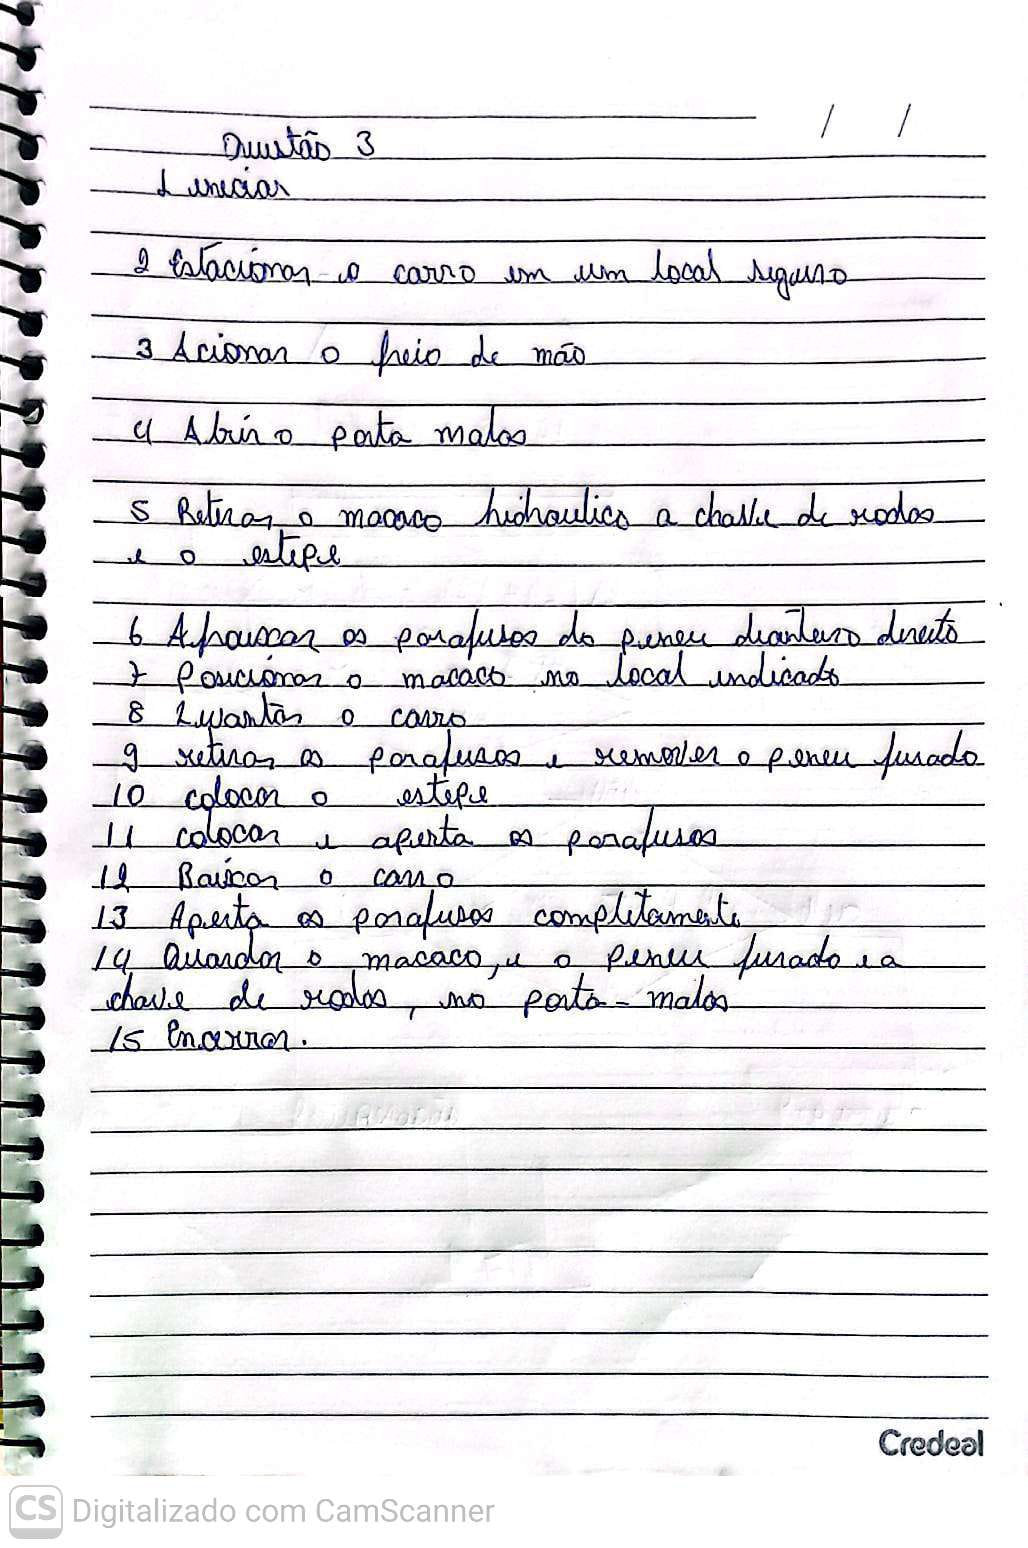 / /
Questão 3
1 iniciar
2 Estacionar o carro em um local seguro
3 Acionar o freio de mão
4 Abrir o porta malas
5 Retirar o macaco hidraulico a chave de rodas
e o estepe
6 Afrouxar os parafusos do peneu dianteiro direito
7 Posicionar o macaco no local indicado
8 Levantar o carro
9 retirar os parafusos e remover o peneu furado
10 colocar o estepe
11 colocar e aperta os parafusos
12 Baixar o carro
13 Aperta os parafusos completamente
14 Guardar o macaco, e o peneu furado e a
chave de rodas, no porta-malas
15 Encerrar.
Credeal
CS Digitalizado com CamScanner